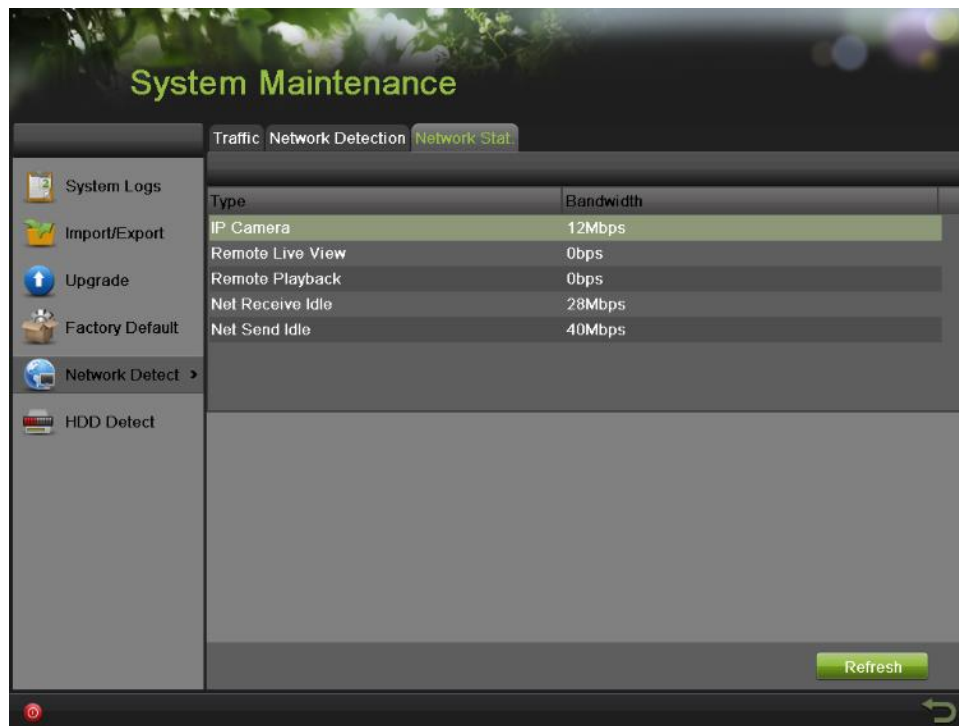 System Maintenance
Traffic Network Detection Network Stat.
System Logs
Import/Export
Upgrade
Factory Default
Network Detect >
HDD Detect
Type Bandwidth
IP Camera 12Mbps
Remote Live View 0bps
Remote Playback 0bps
Net Receive Idle 28Mbps
Net Send Idle 40Mbps
Refresh